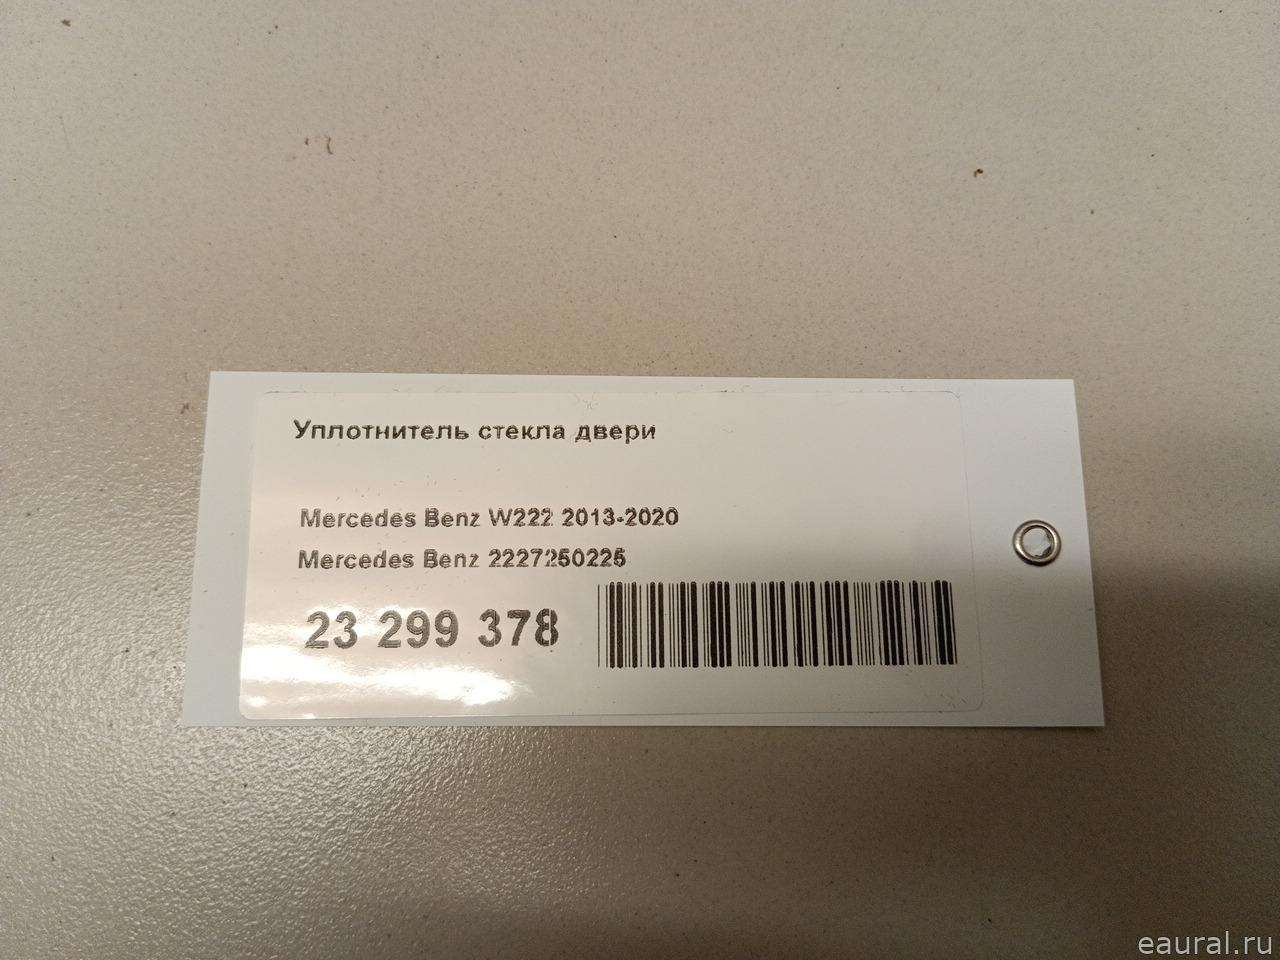 Уплотнитель стекла двери
Mercedes Benz W222 2013-2020
Mercedes Benz 2227250225
23 299 378
eaural.ru